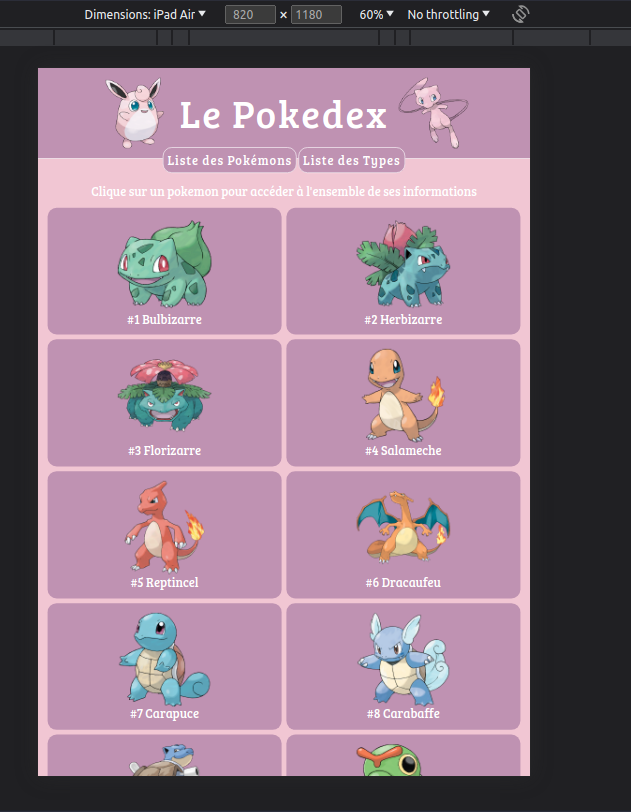 Dimensions: iPad Air 820 × 1180 60% No throttling
Le Pokedex
Liste des Pokémons Liste des Types
Clique sur un pokemon pour accéder à l'ensemble de ses informations
#1 Bulbizarre #2 Herbizarre
#3 Florizarre #4 Salameche
#5 Reptincel #6 Dracaufeu
#7 Carapuce #8 Carabaffe